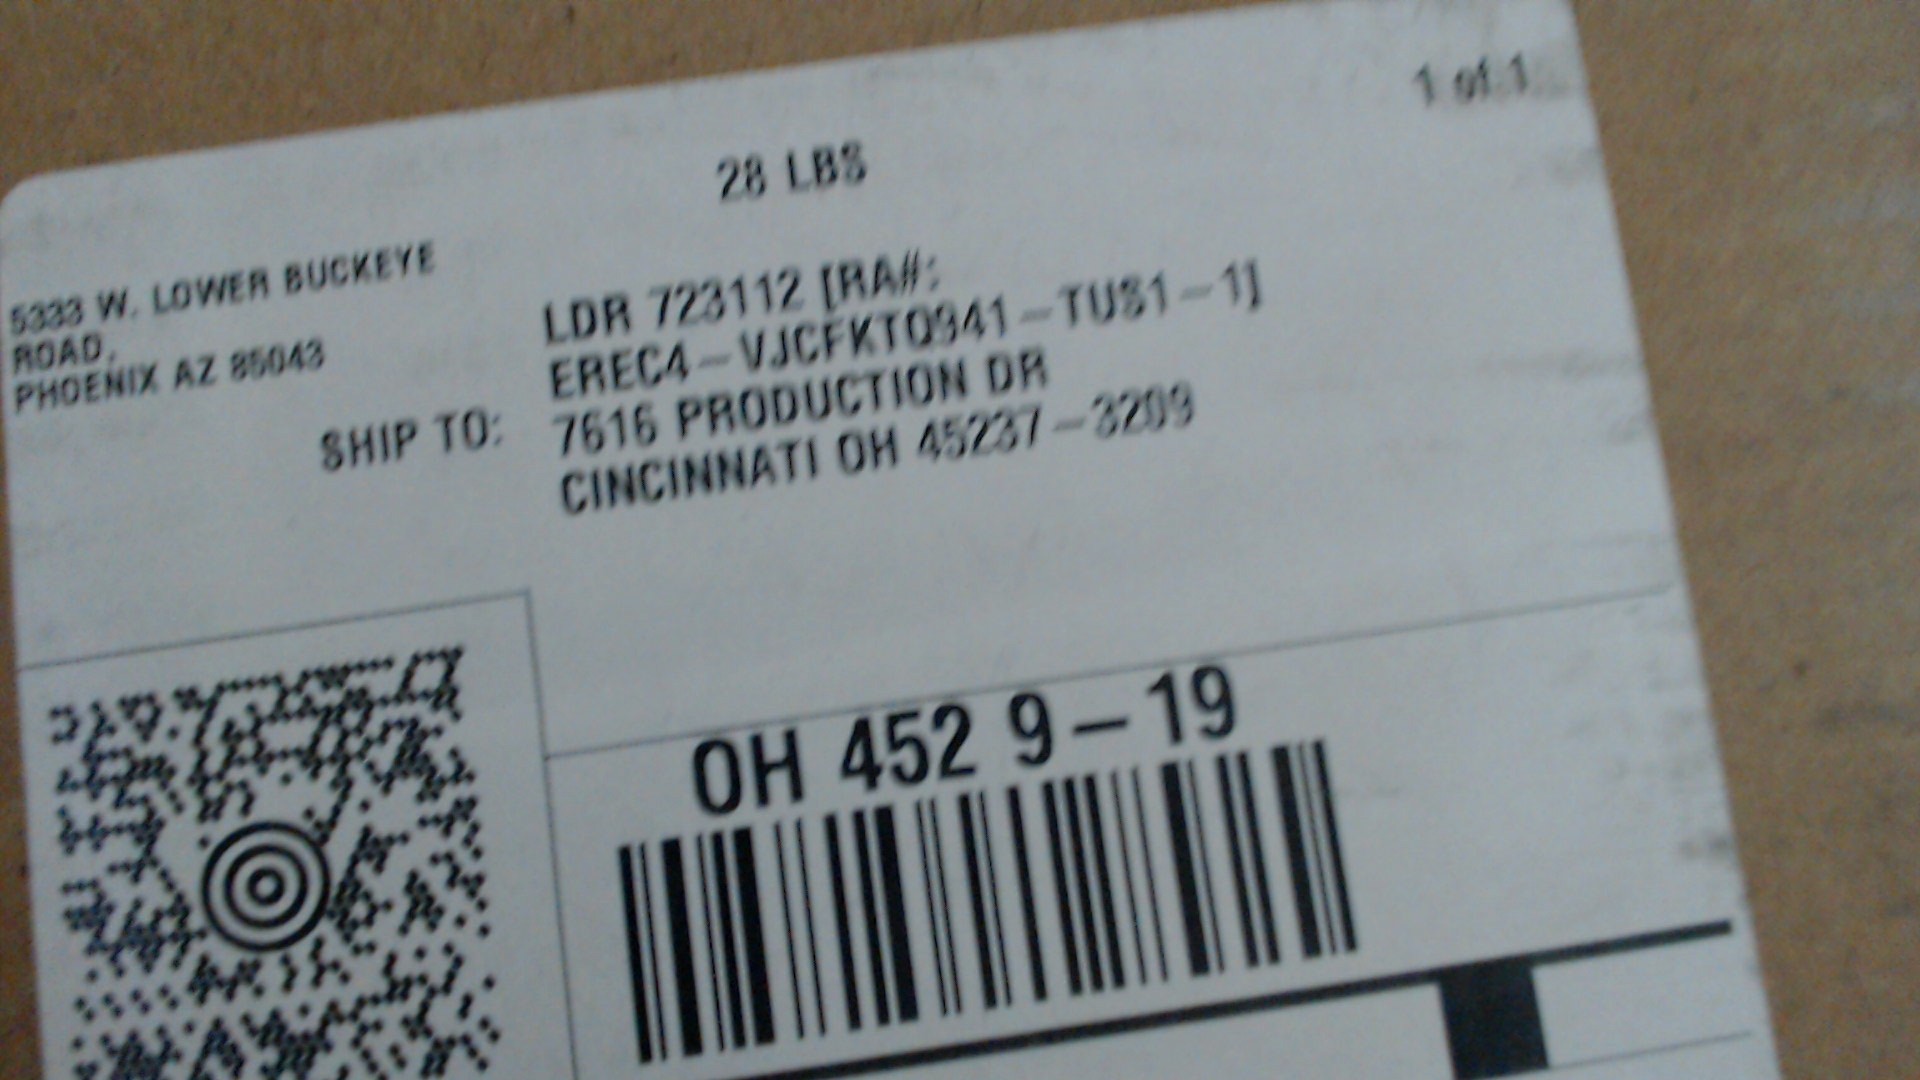 1 of 1
28 LBS
5333 W. LOWER BUCKEYE
ROAD,
PHOENIX AZ 85043
SHIP TO:
LDR 723112 [RA#:
EREC4-VJCFKTQ941-TUS1-1]
7616 PRODUCTION DR
CINCINNATI OH 45237-3209
OH 452 9-19